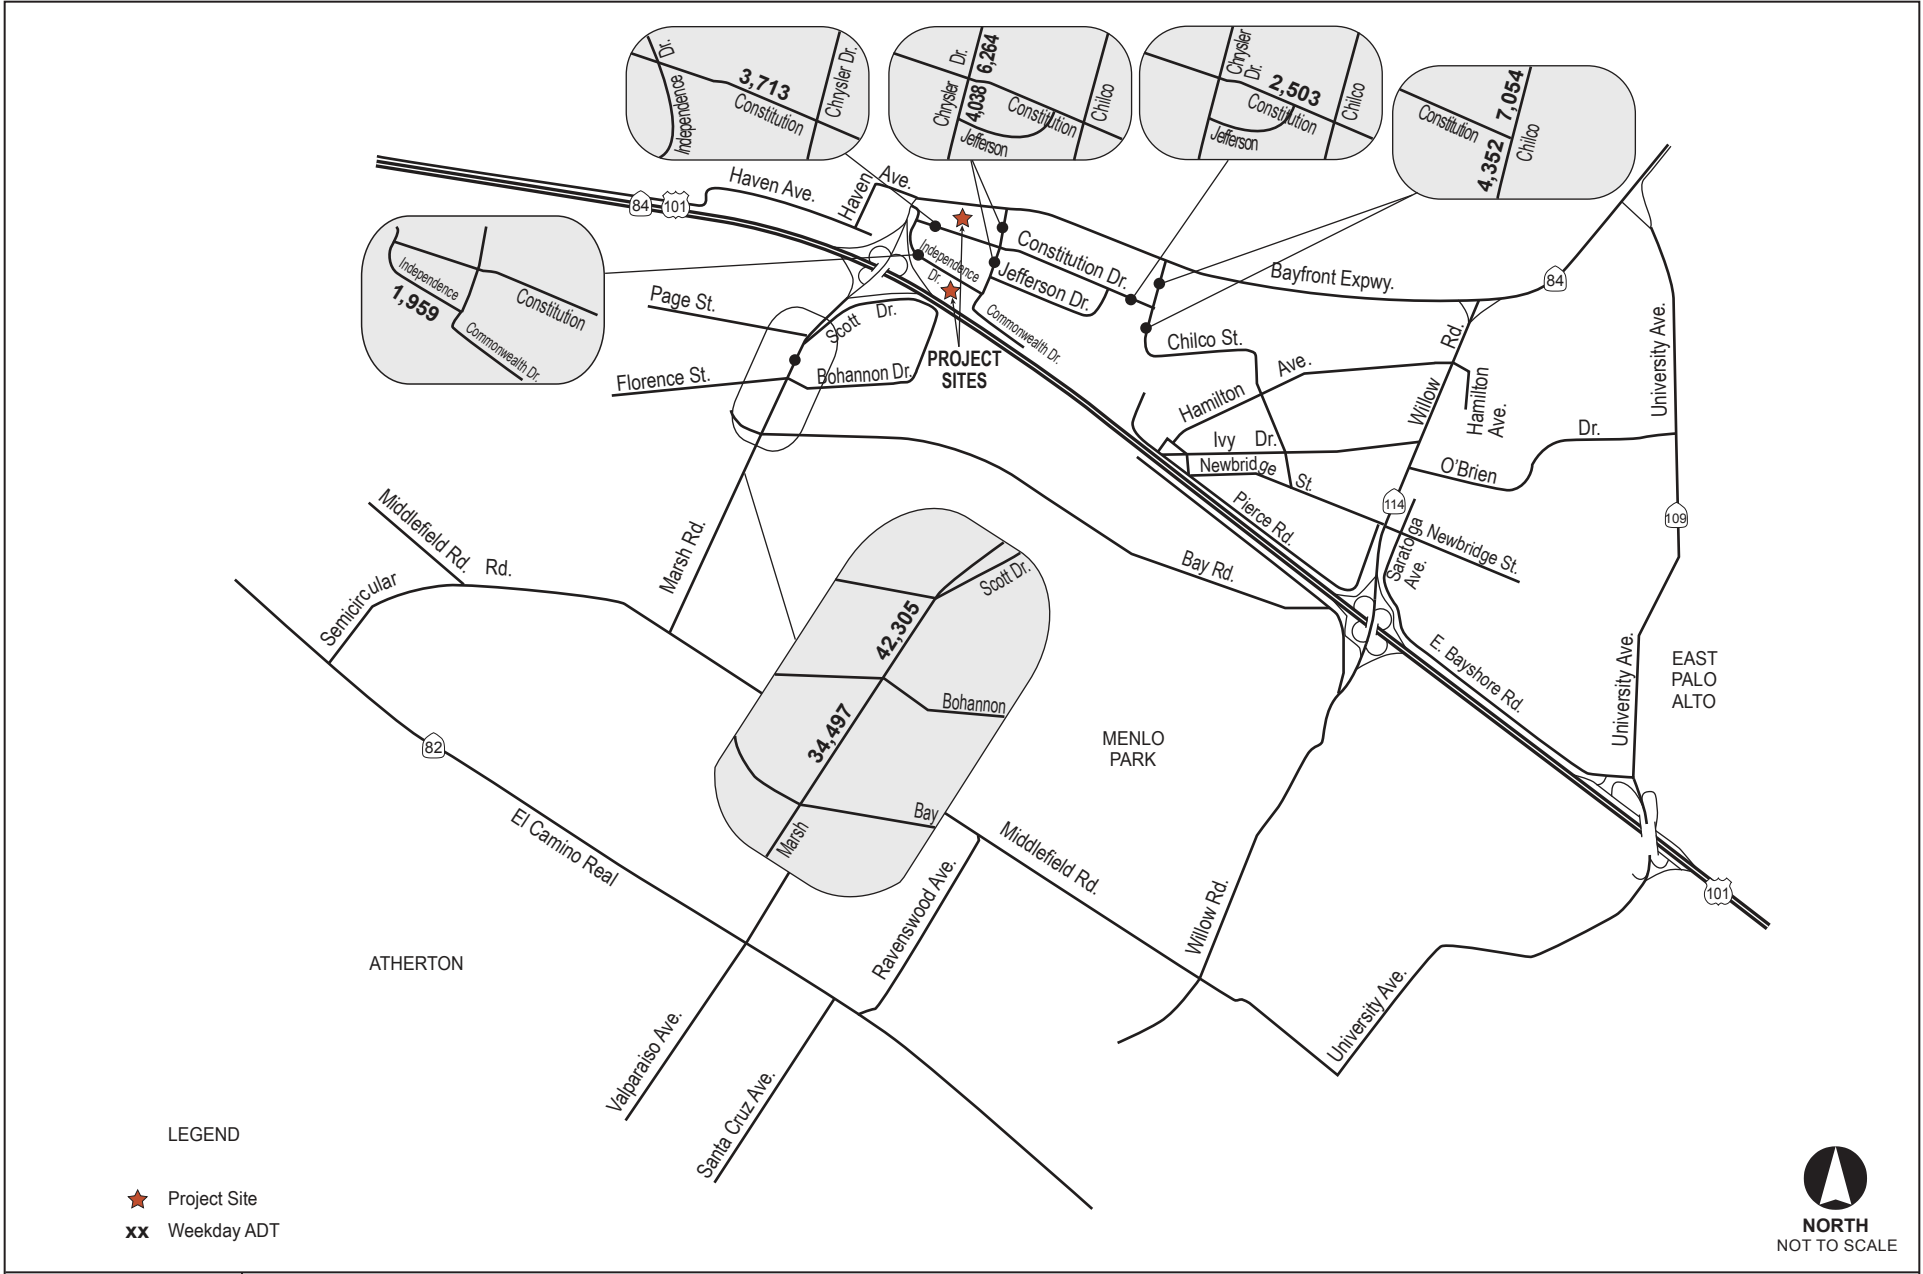 Dr.
Independence
3,713
Constitution
Chrysler Dr.
Chrysler
Dr.
6,264
4,038
Constitution
Jefferson
Chilco
Chrysler
Dr.
2,503
Constitution
Jefferson
Chilco
Constitution
7,054
4,352
Chilco
84
101
Haven Ave.
Haven
Ave.
Independence
1,959
Constitution
Commonwealth Dr.
Independence
Dr.
Constitution Dr.
Jefferson Dr.
Commonwealth Dr.
Bayfront Expwy.
84
Page St.
Scott Dr.
Florence St.
Bohannon Dr.
PROJECT
SITES
Chilco St.
Hamilton Ave.
Willow Rd.
Hamilton
Ave.
University Ave.
Ivy Dr.
Newbridge St.
O'Brien Dr.
114
109
Pierce Rd.
Saratoga
Ave.
Newbridge St.
Middlefield Rd.
Semicircular Rd.
Marsh Rd.
Bay Rd.
Scott Dr.
42,305
Bohannon
34,497
Bay
Marsh
E. Bayshore Rd.
University Ave.
EAST
PALO
ALTO
MENLO
PARK
82
El Camino Real
Middlefield Rd.
Ravenswood Ave.
Willow Rd.
101
ATHERTON
University Ave.
Valparaiso Ave.
Santa Cruz Ave.
LEGEND
Project Site
xx Weekday ADT
NORTH
NOT TO SCALE